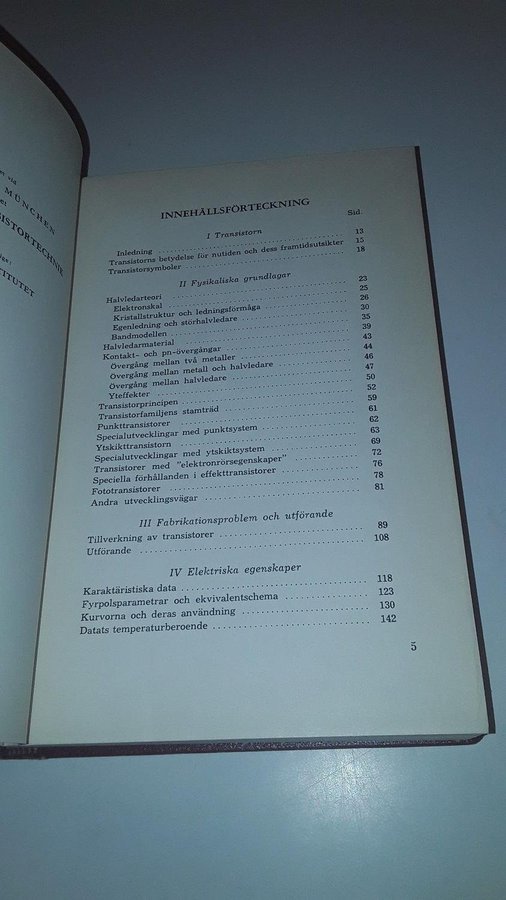 vid
MÜNCHEN
et
ISTORTECHNIK
TITUTET
INNEHÅLLSFÖRTECKNING
Sid:
I Transistorn
Inledning ........ 13
Transistorns betydelse för nutiden och dess framtidsutsikter 15
Transistorsymboler ........ 18
II Fysikaliska grundlagar
Halvledarteori ........ 23
Elektronskal ........ 25
Kristallstruktur och ledningsförmåga ........ 26
Egenledning och störhalvledare ........ 30
Bandmodellen ........ 35
Halvledarmaterial ........ 39
Kontakt- och pn-övergångar ........ 43
Övergång mellan två metaller ........ 44
Övergång mellan metall och halvledare ........ 46
Övergång mellan halvledare ........ 47
Yteffekter ........ 50
Transistorprincipen ........ 52
Transistorfamiljens stamträd ........ 59
Punkttransistorer ........ 61
Specialutvecklingar med punktsystem ........ 62
Ytskikttransistorn ........ 63
Specialutvecklingar med ytskiktsystem ........ 69
Transistorer med "elektronrörsegenskaper" ........ 72
Speciella förhållanden i effekttransistorer ........ 76
Fototransistorer ........ 78
Andra utvecklingsvägar ........ 81
III Fabrikationsproblem och utförande
Tillverkning av transistorer ........ 89
Utförande ........ 108
IV Elektriska egenskaper
Karaktäristiska data ........ 118
Fyrpolsparametrar och ekvivalentschema ........ 123
Kurvorna och deras användning ........ 130
Datats temperaturberoende ........ 142
5